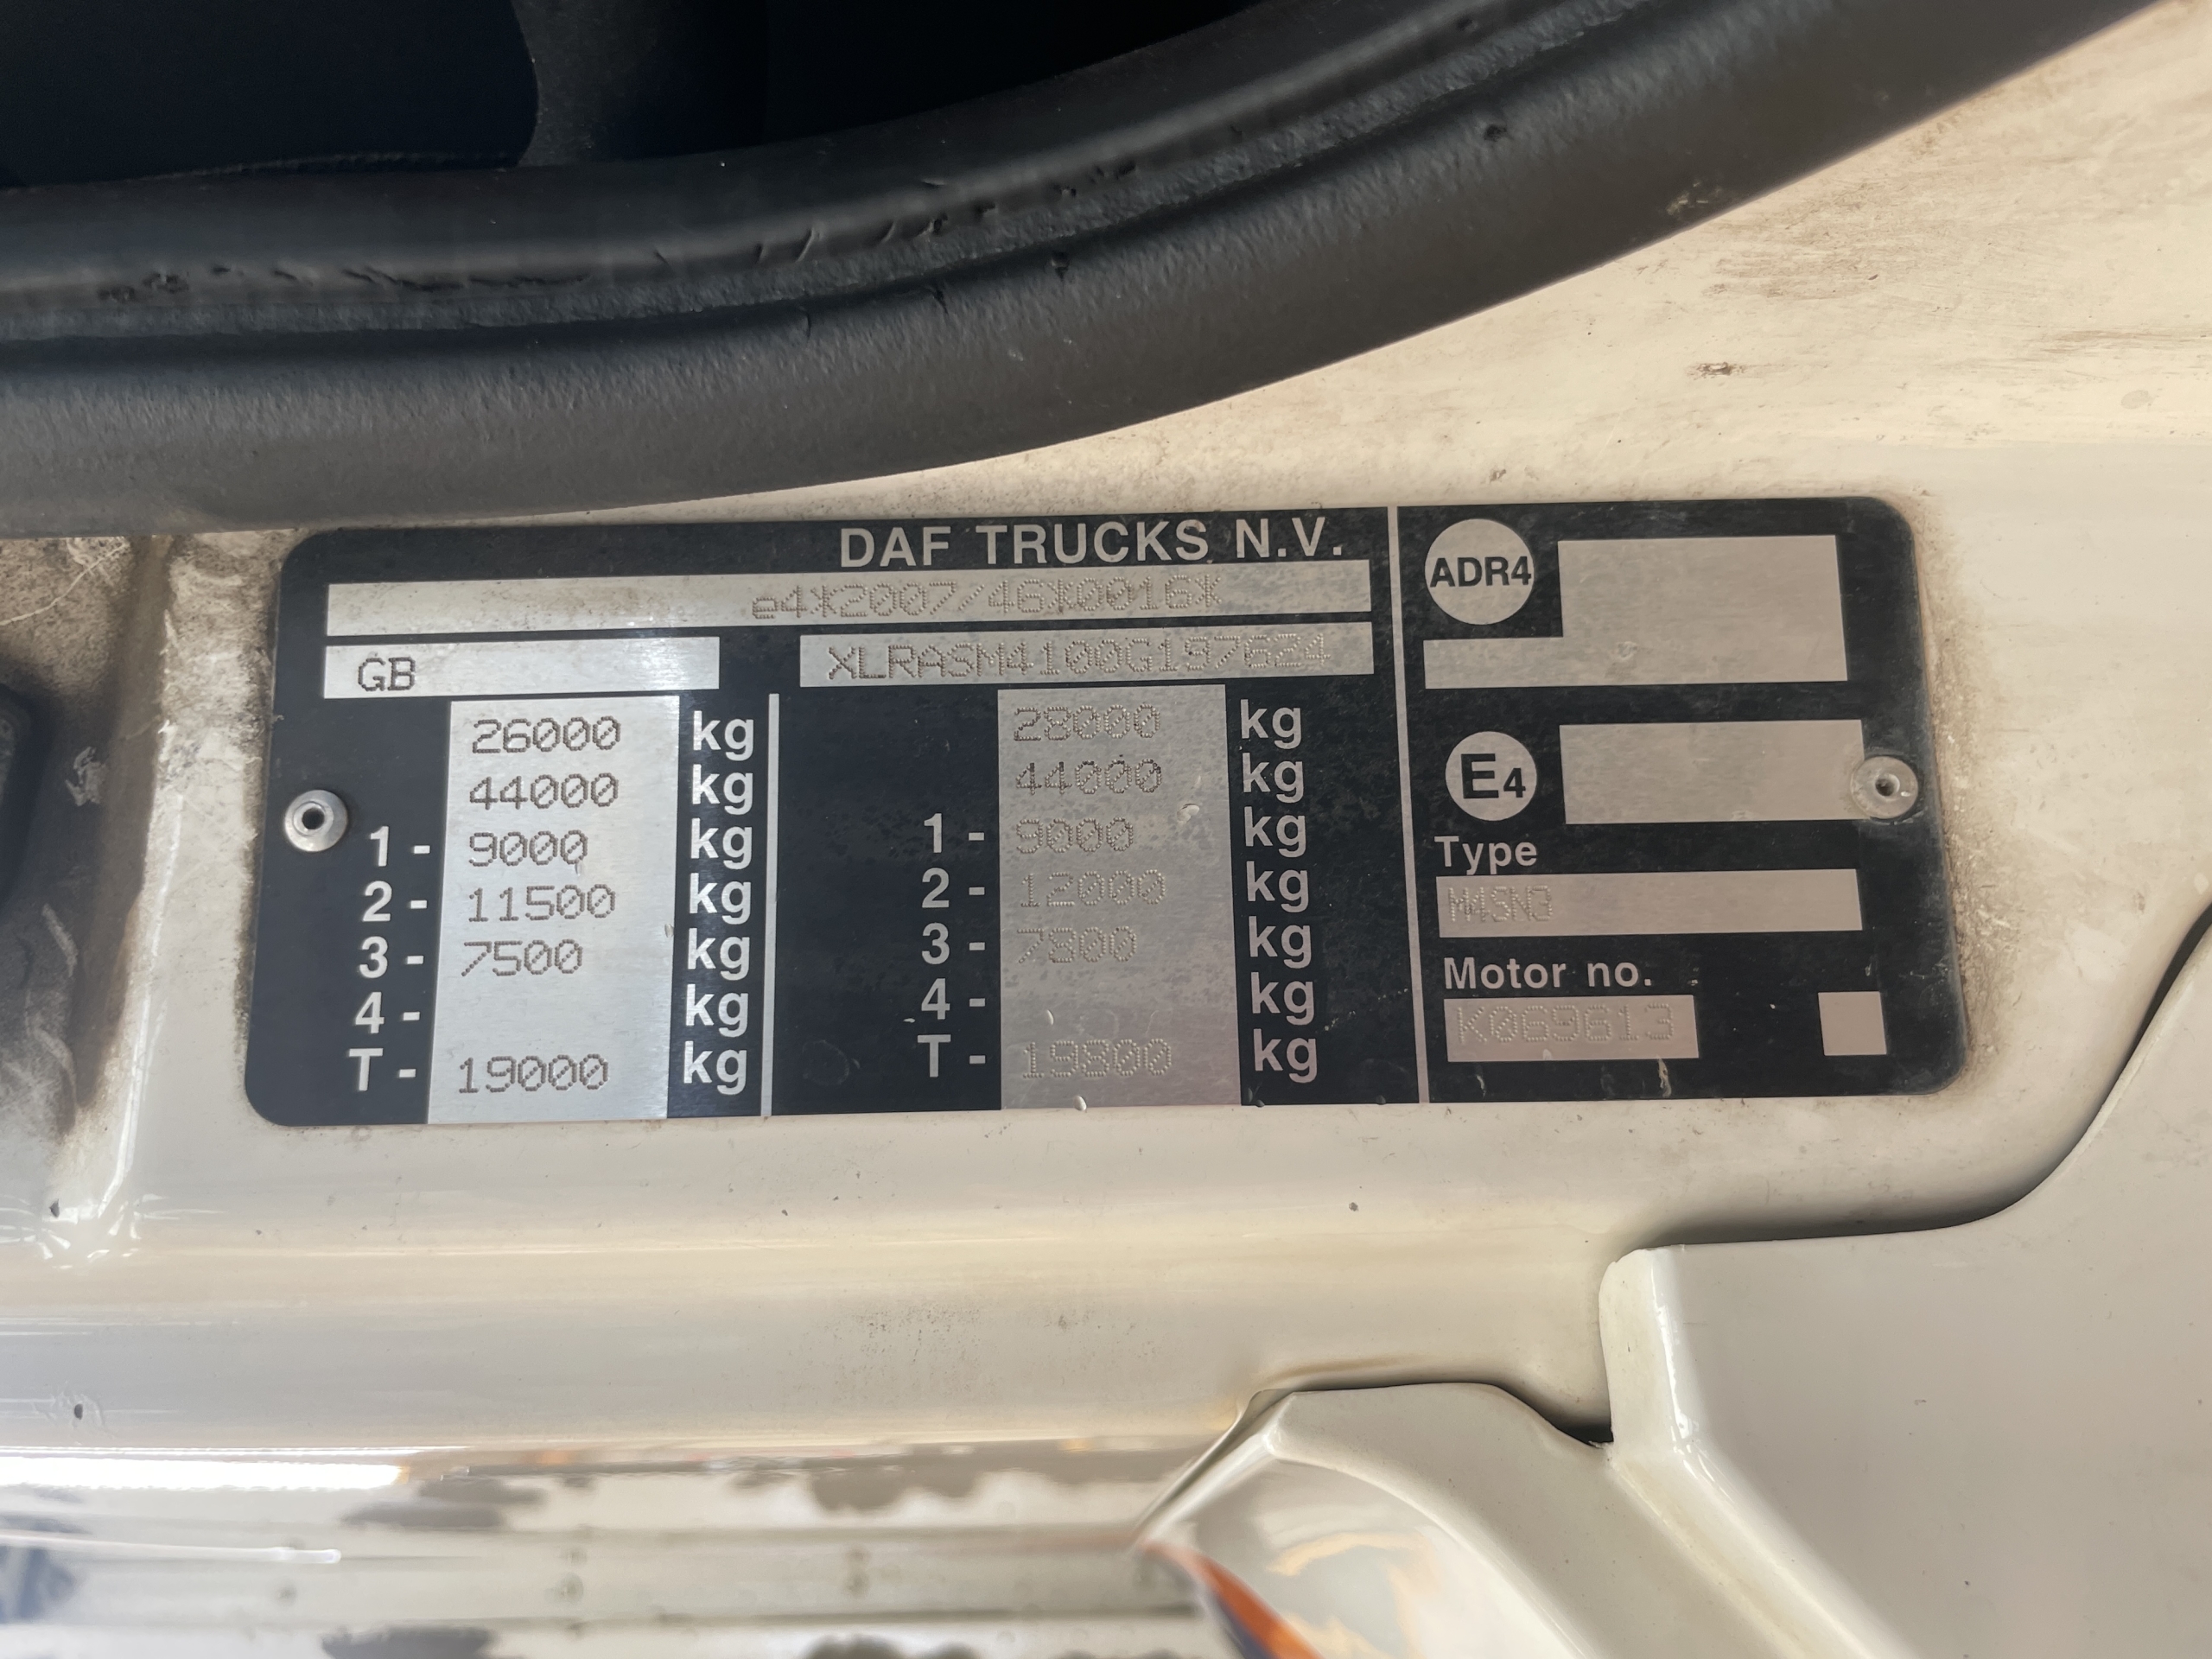 DAF TRUCKS N.V.
e4*2007/46*0016*
GB
XLRASM4100G197624
26000 kg
44000 kg
1 - 9000 kg
2 - 11500 kg
3 - 7500 kg
4 - kg
T - 19000 kg
28000 kg
44000 kg
1 - 9000 kg
2 - 12000 kg
3 - 7800 kg
4 - kg
T - 19800 kg
ADR4
E4
Type
M4SN3
Motor no.
K069613